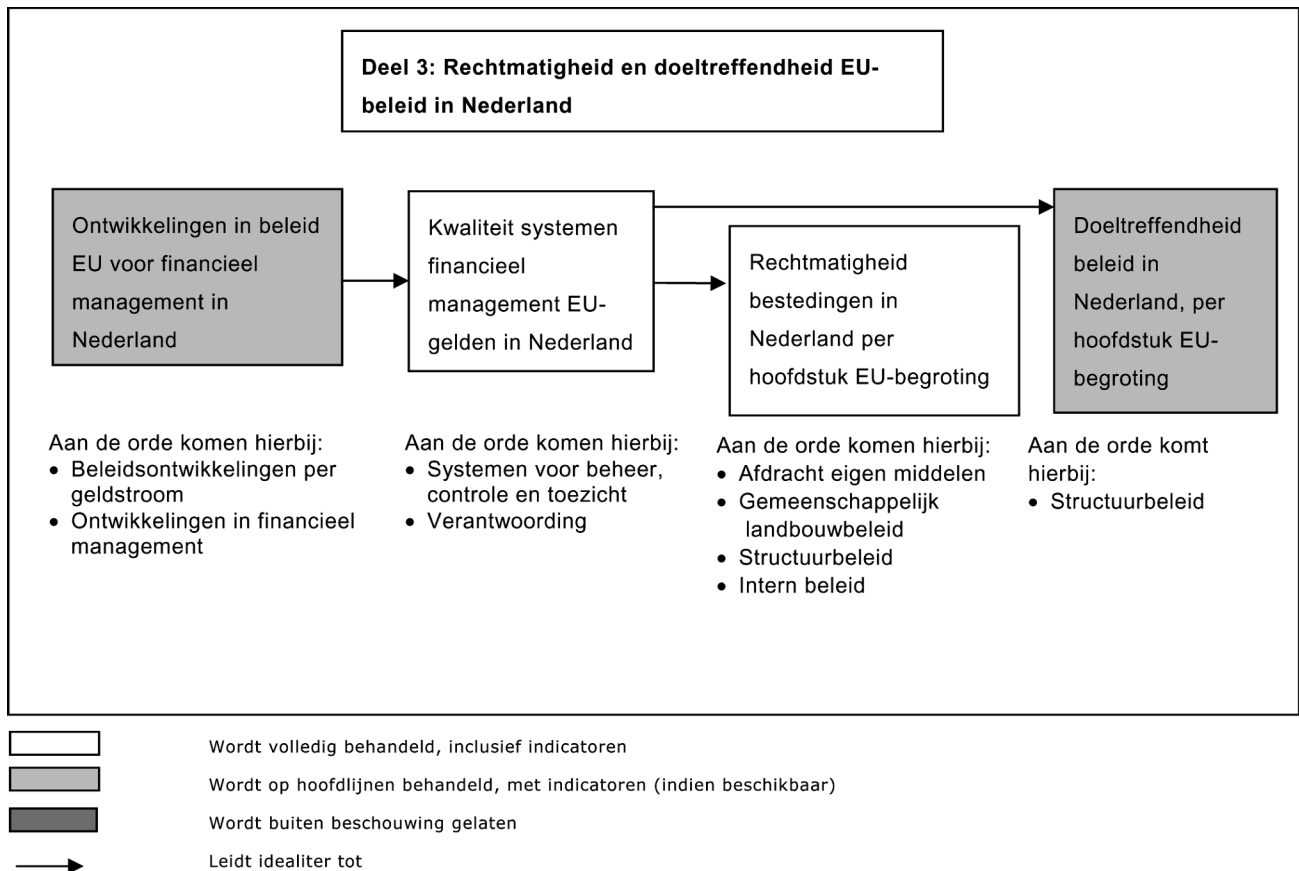 Deel 3: Rechtmatigheid en doeltreffendheid EU-
beleid in Nederland
Ontwikkelingen in beleid
EU voor financieel
management in
Nederland
Kwaliteit systemen
financieel
management EU-
gelden in Nederland
Rechtmatigheid
bestedingen in
Nederland per
hoofdstuk EU-begroting
Doeltreffendheid
beleid in
Nederland, per
hoofdstuk EU-
begroting
Aan de orde komen hierbij:
• Beleidsontwikkelingen per
geldstroom
• Ontwikkelingen in financieel
management
Aan de orde komen hierbij:
• Systemen voor beheer,
controle en toezicht
• Verantwoording
Aan de orde komen hierbij:
• Afdracht eigen middelen
• Gemeenschappelijk
landbouwbeleid
• Structuurbeleid
• Intern beleid
Aan de orde komt
hierbij:
• Structuurbeleid
Wordt volledig behandeld, inclusief indicatoren
Wordt op hoofdlijnen behandeld, met indicatoren (indien beschikbaar)
Wordt buiten beschouwing gelaten
Leidt idealiter tot